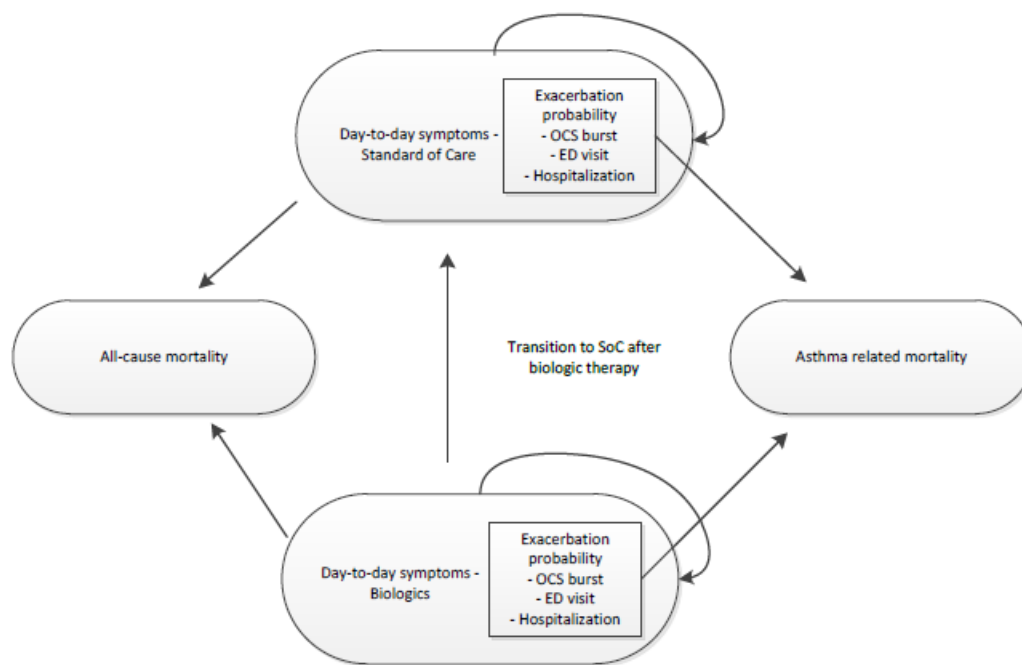 Exacerbation
probability
- OCS burst
- ED visit
- Hospitalization
Day-to-day symptoms -
Standard of Care
All-cause mortality
Transition to SoC after
biologic therapy
Asthma related mortality
Exacerbation
probability
- OCS burst
- ED visit
- Hospitalization
Day-to-day symptoms -
Biologics